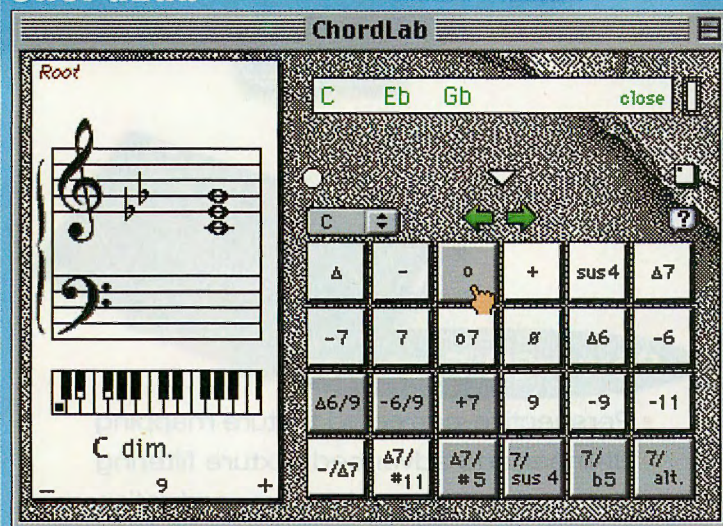 ChordLab
Root
C Eb Gb close
C
?
Δ - o + sus4 Δ7
-7 7 o7 ø Δ6 -6
Δ6/9 -6/9 +7 9 -9 -11
-/Δ7 Δ7/#11 Δ7/#5 7/sus 4 7/b5 7/alt.
C dim.
- 9 +